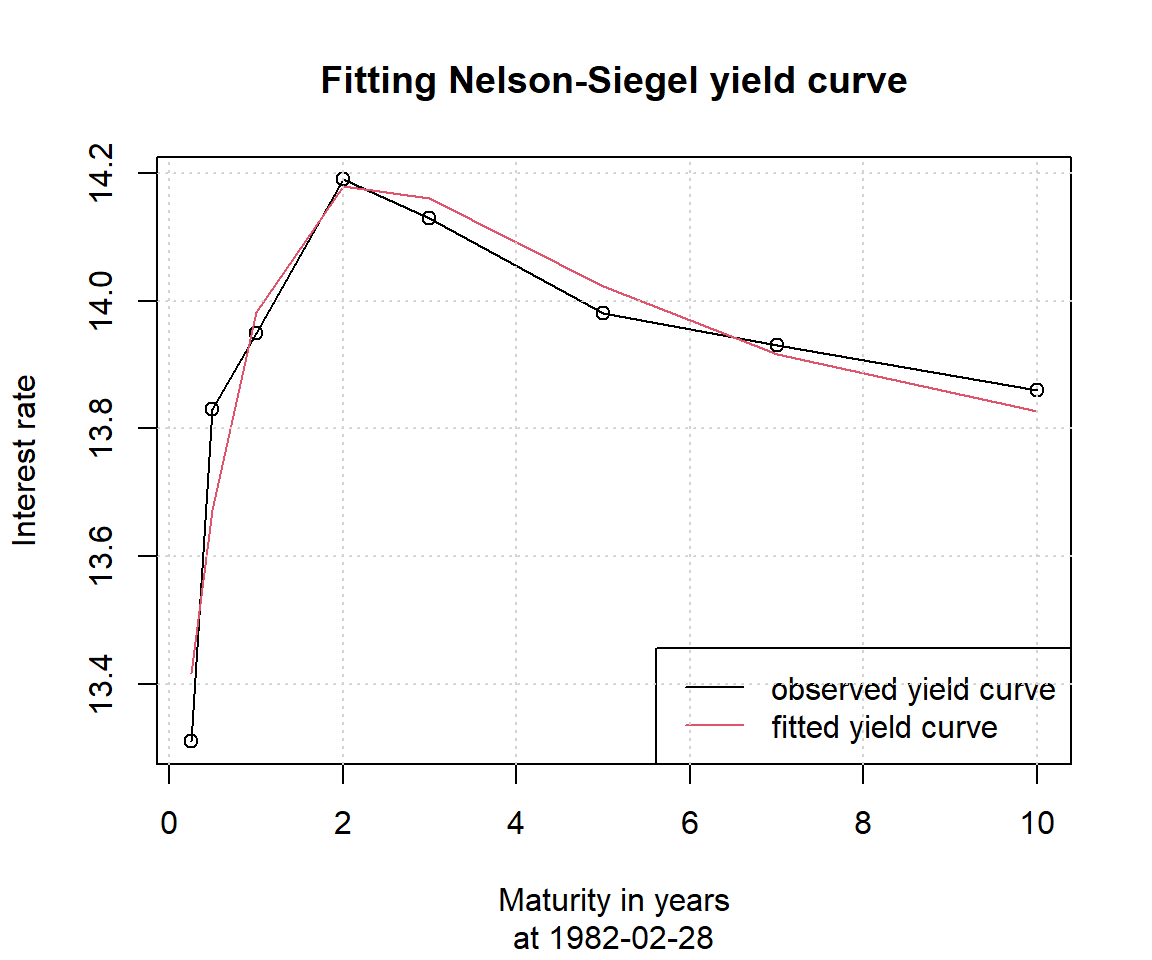 Fitting Nelson-Siegel yield curve
Interest rate
14.2
14.0
13.8
13.6
13.4
observed yield curve
fitted yield curve
0 2 4 6 8 10
Maturity in years
at 1982-02-28